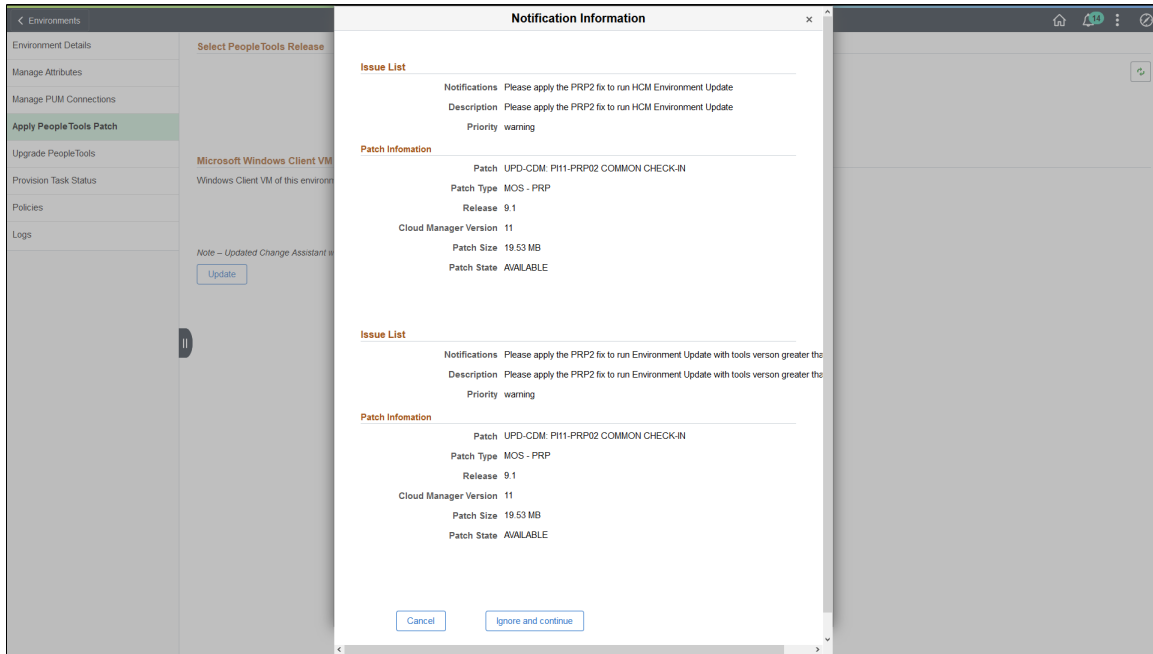 Environments
Notification Information
14
Environment Details
Manage Attributes
Manage PUM Connections
Apply PeopleTools Patch
Upgrade PeopleTools
Provision Task Status
Policies
Logs
Select PeopleTools Release
Microsoft Windows Client VM
Windows Client VM of this environm
Note – Updated Change Assistant w
Update
Issue List
Notifications Please apply the PRP2 fix to run HCM Environment Update
Description Please apply the PRP2 fix to run HCM Environment Update
Priority warning
Patch Infomation
Patch UPD-CDM: PI11-PRP02 COMMON CHECK-IN
Patch Type MOS - PRP
Release 9.1
Cloud Manager Version 11
Patch Size 19.53 MB
Patch State AVAILABLE
Issue List
Notifications Please apply the PRP2 fix to run Environment Update with tools verson greater tha
Description Please apply the PRP2 fix to run Environment Update with tools verson greater tha
Priority warning
Patch Infomation
Patch UPD-CDM: PI11-PRP02 COMMON CHECK-IN
Patch Type MOS - PRP
Release 9.1
Cloud Manager Version 11
Patch Size 19.53 MB
Patch State AVAILABLE
Cancel
Ignore and continue